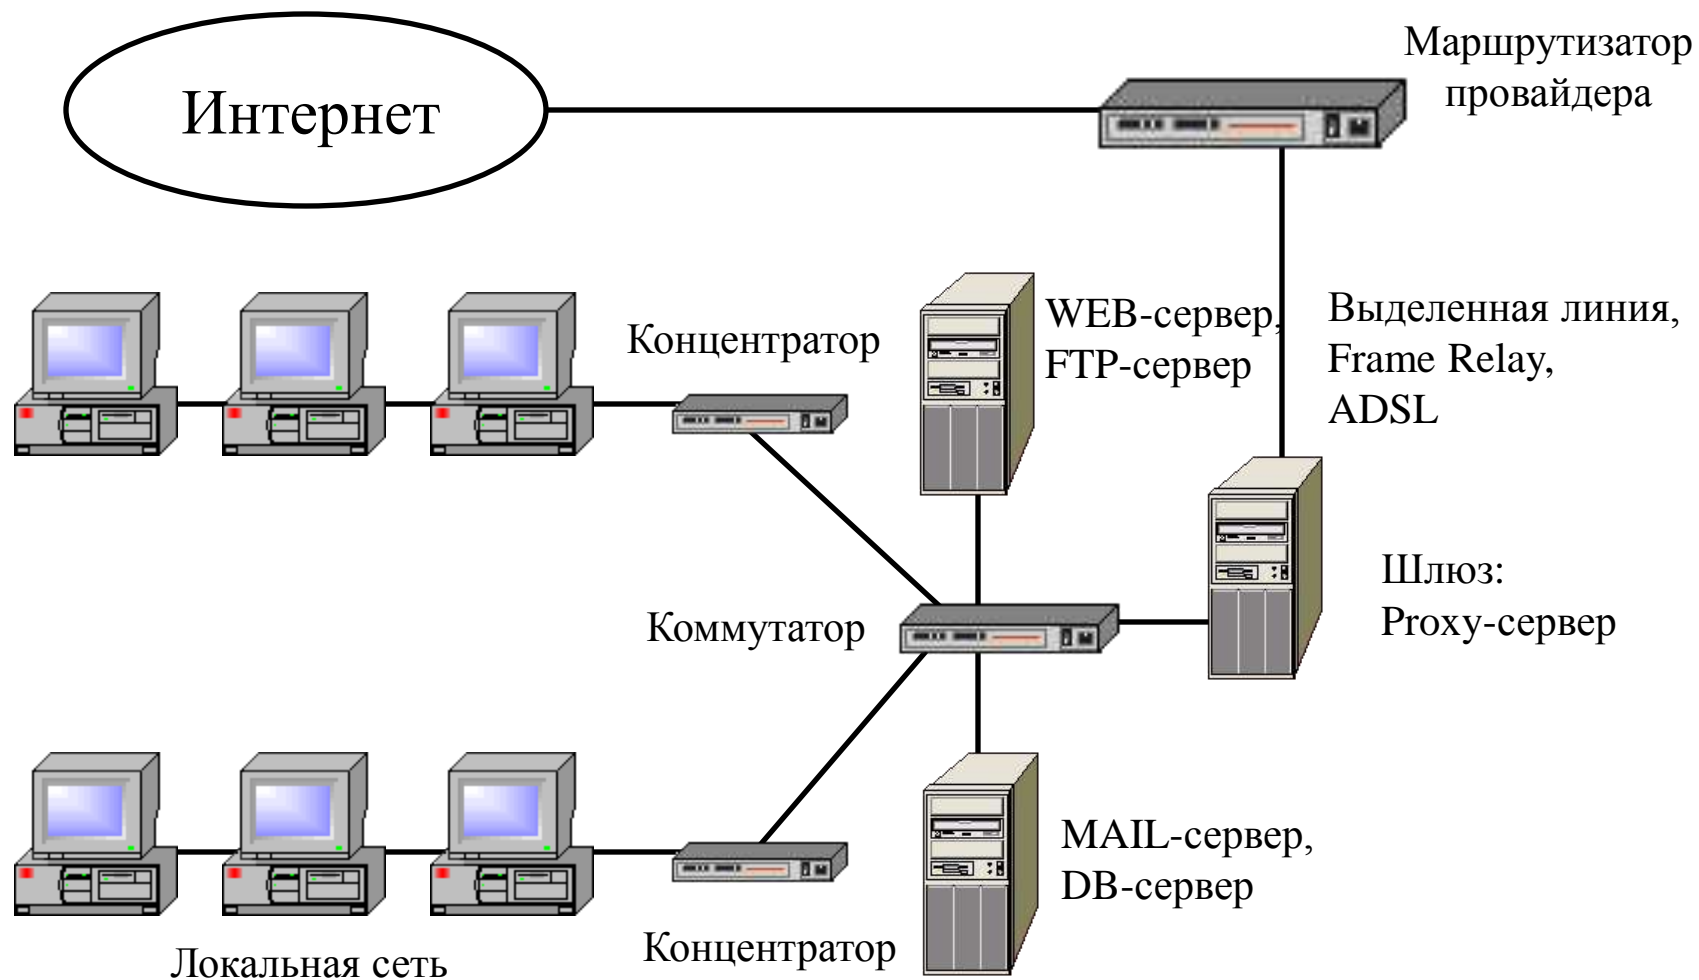 Интернет
Маршрутизатор
провайдера
Концентратор
WEB-сервер,
FTP-сервер
Выделенная линия,
Frame Relay,
ADSL
Коммутатор
Шлюз:
Proxy-сервер
MAIL-сервер,
DB-сервер
Концентратор
Локальная сеть